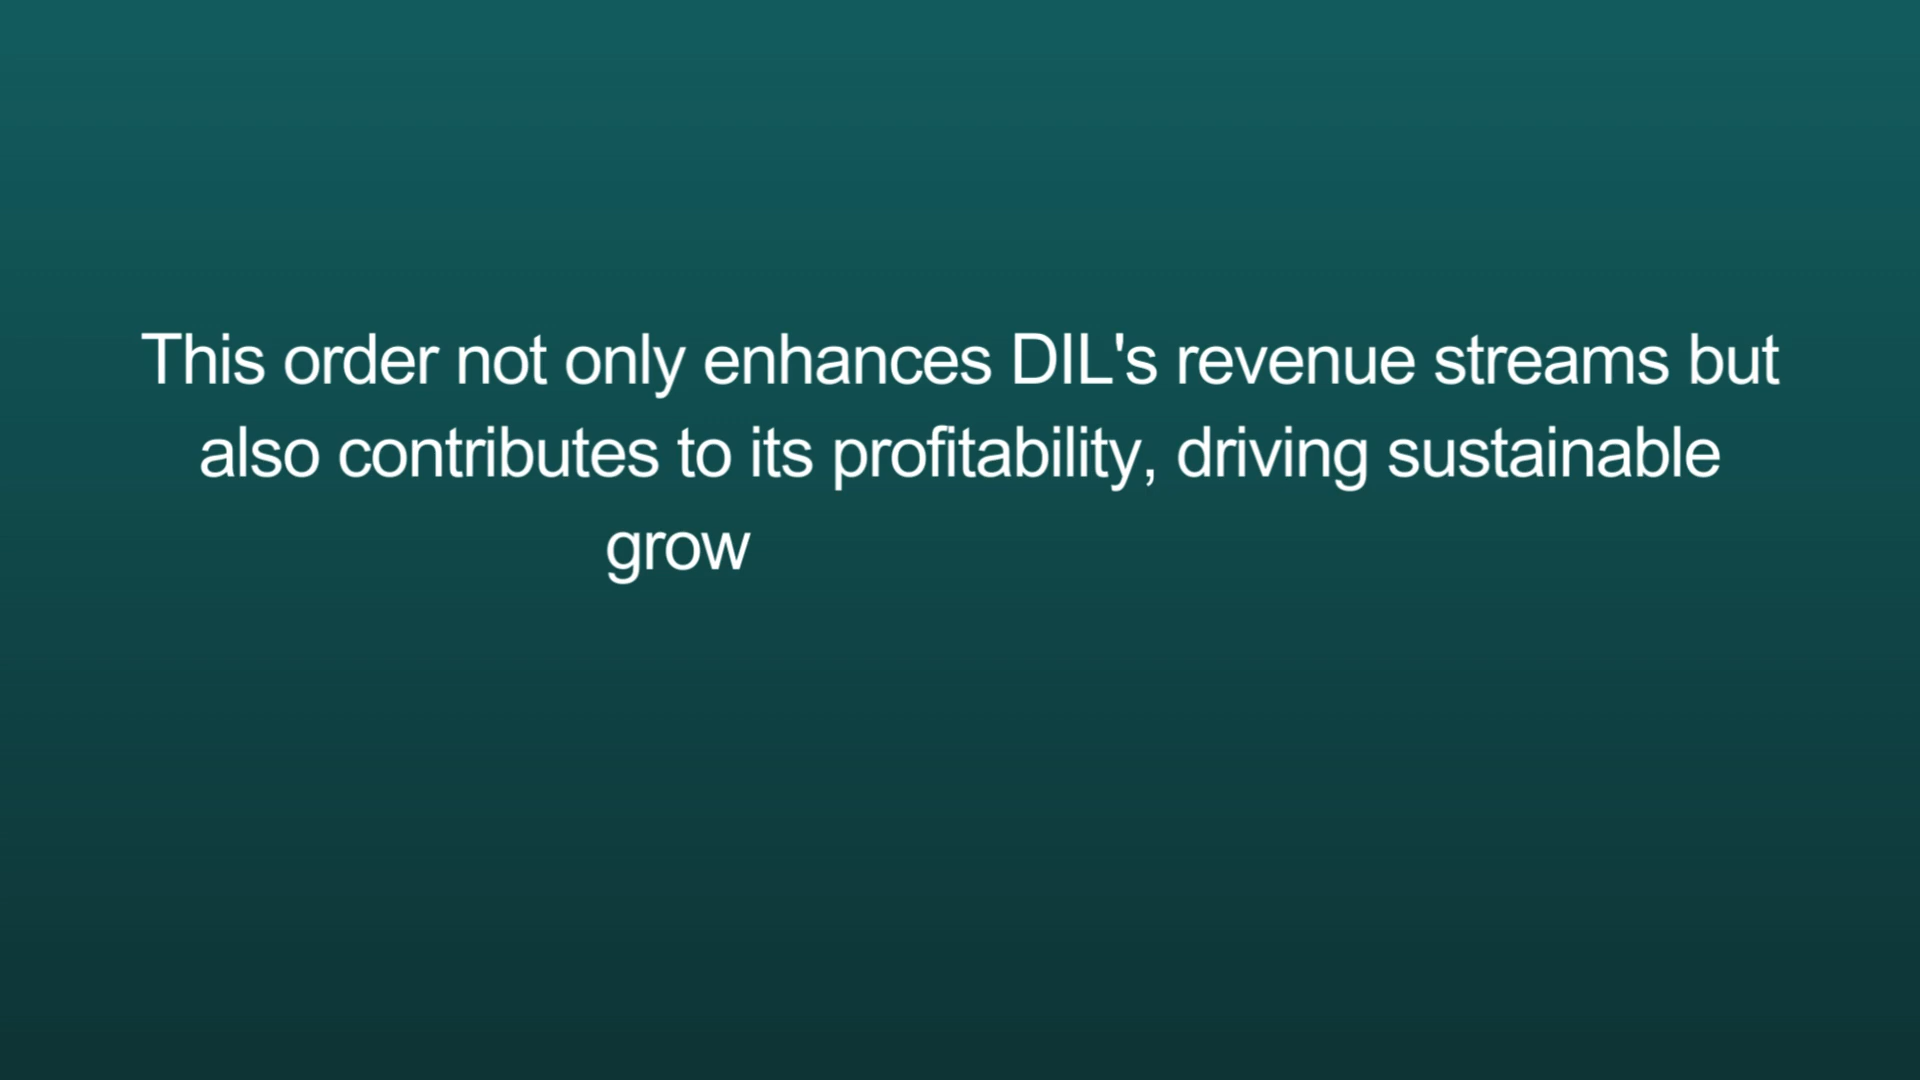 This order not only enhances DIL's revenue streams but
also contributes to its profitability, driving sustainable
grow